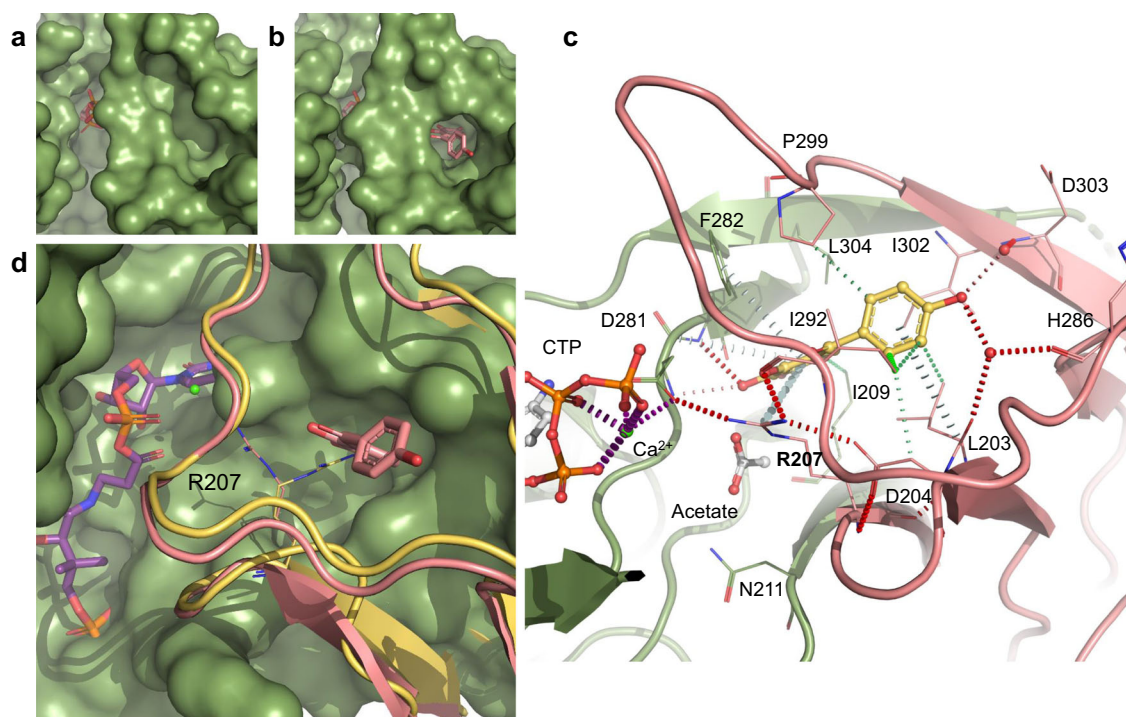 a
b
c
P299
D303
F282
L304
I302
D281
I292
H286
CTP
I209
Ca2+
R207
L203
Acetate
D204
N211
d
R207